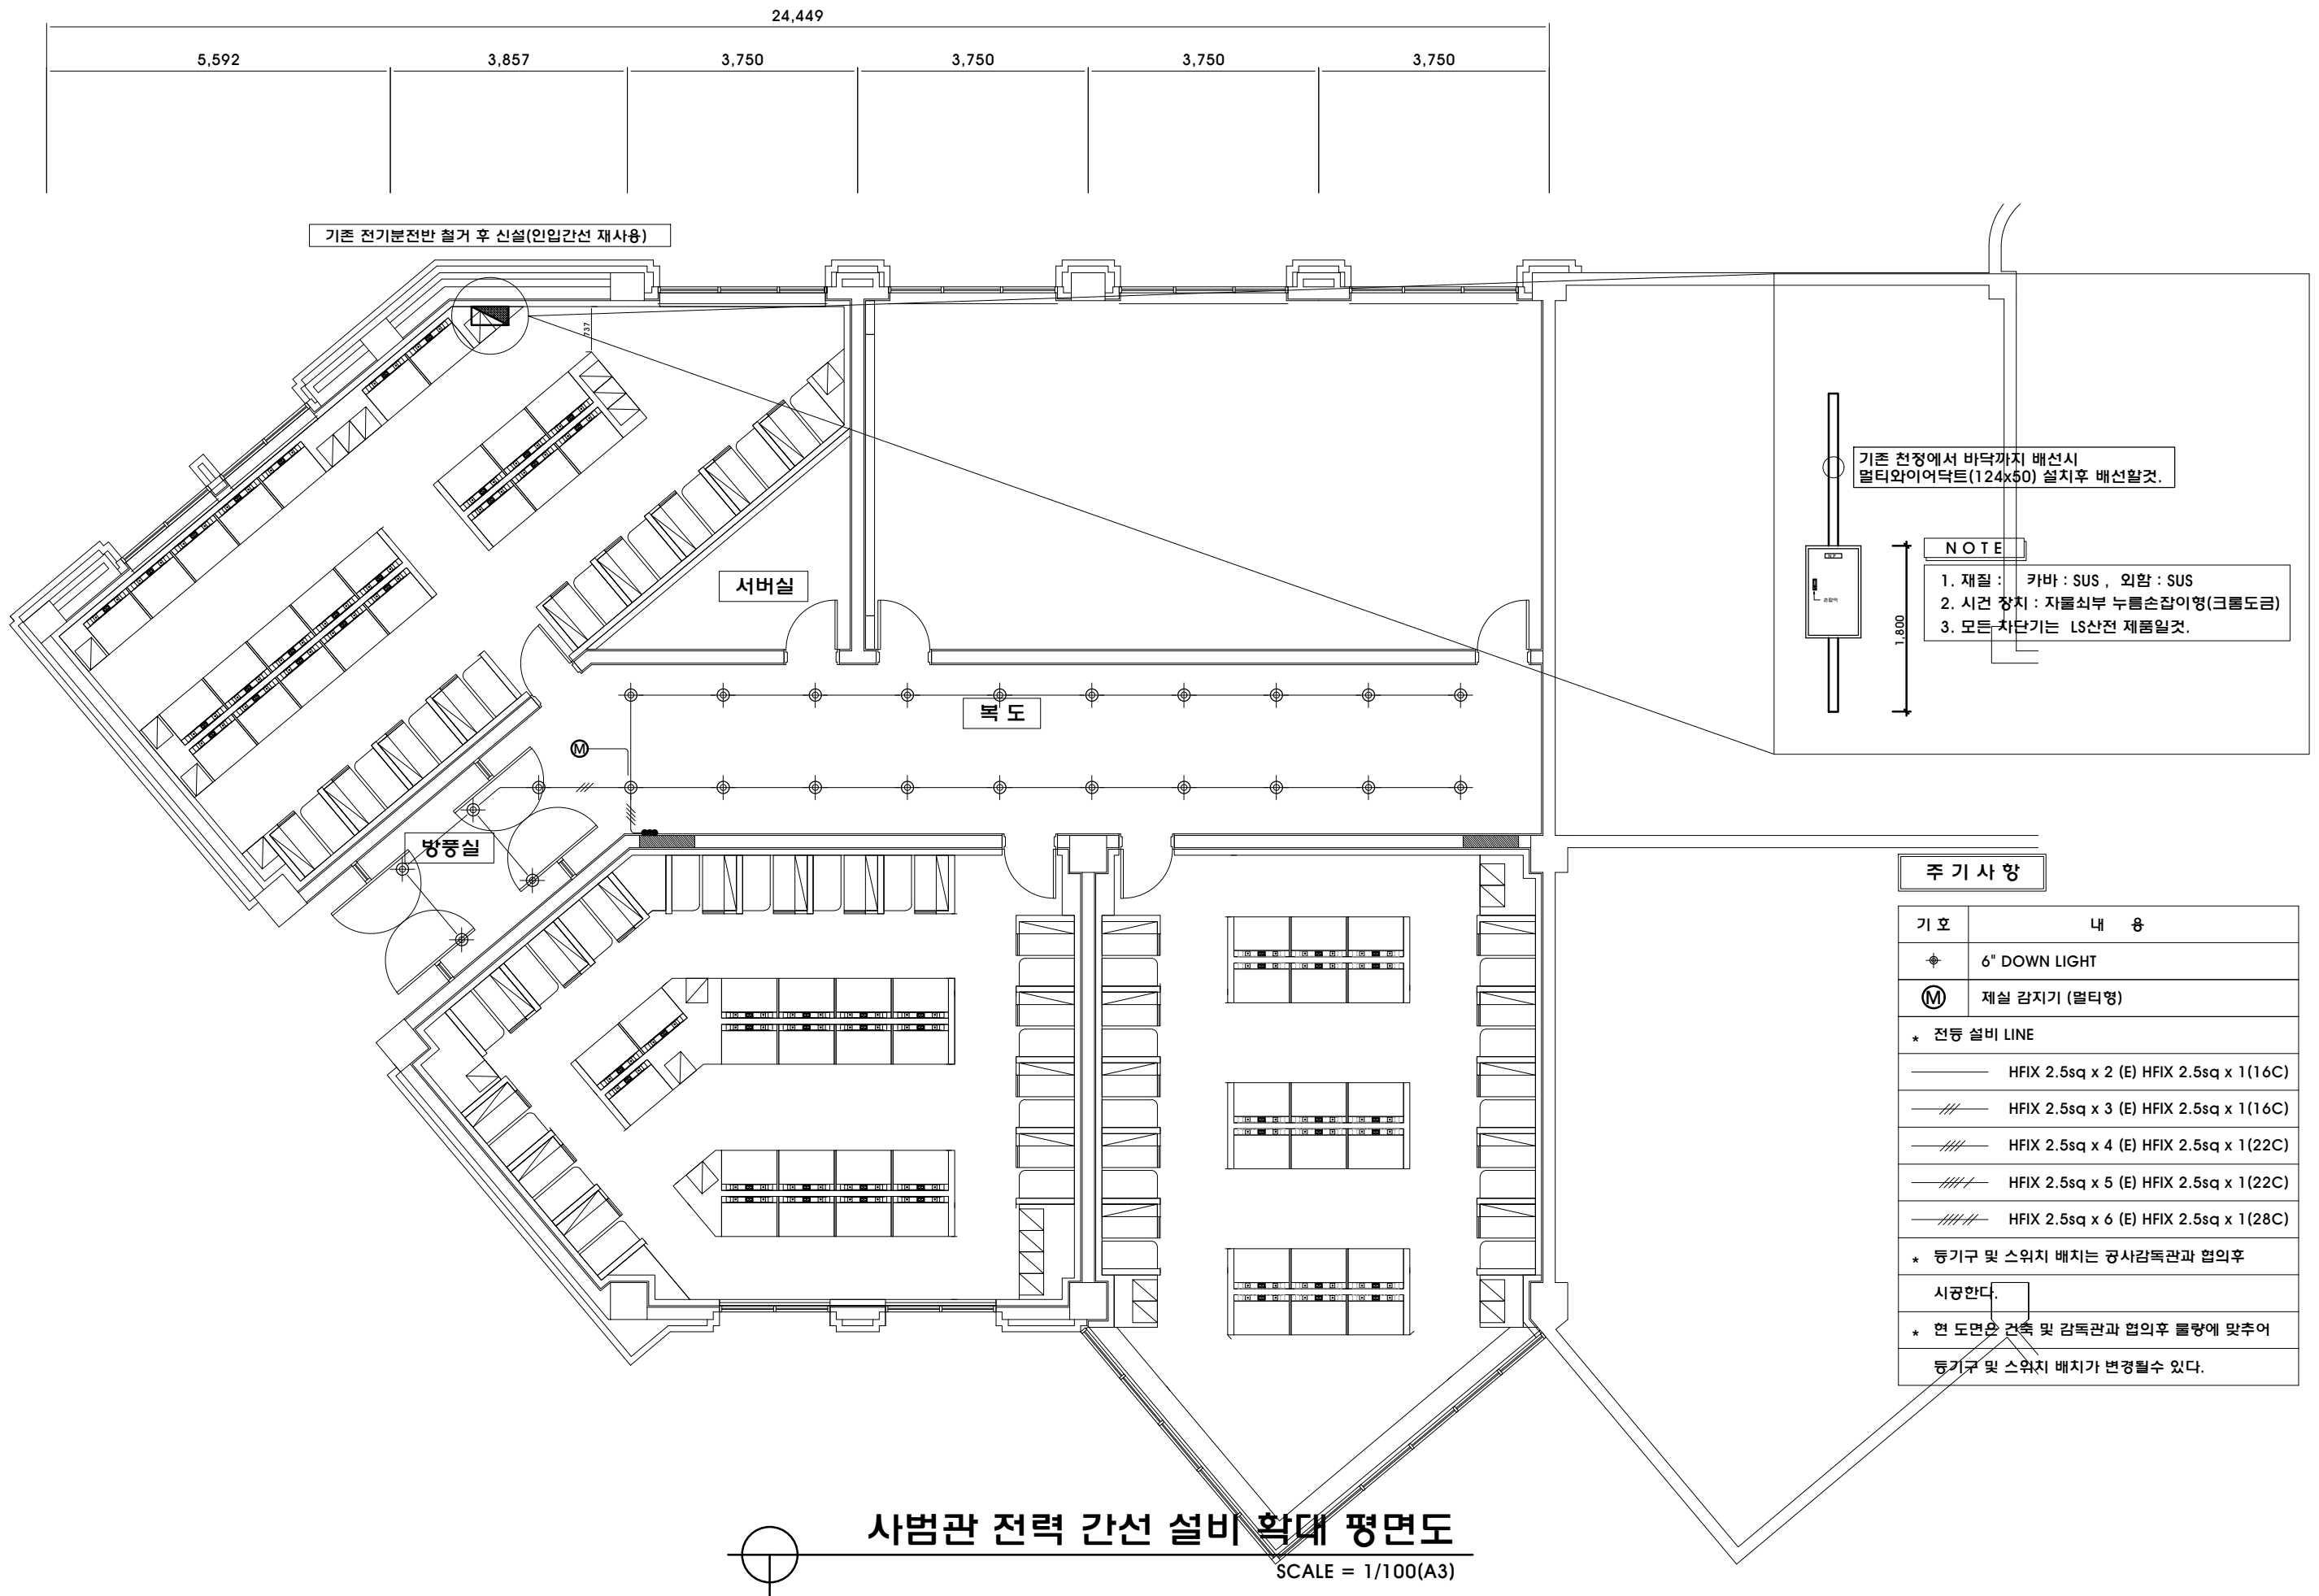 24,449
5,592
3,857
3,750
3,750
3,750
3,750
기존 전기분전반 철거 후 신설(인입간선 재사용)
737
기존 천정에서 바닥까지 배선시
멀티와이어닥트(124x50) 설치후 배선할것.
NOTE
1. 재질 : 카바 : SUS , 외함 : SUS
2. 시건 장치 : 자물쇠부 누름손잡이형(크롬도금)
3. 모든 차단기는 LS산전 제품일것.
손잡이
1,800
서버실
복 도
M
방풍실
주 기 사 항
기 호 내 용
6" DOWN LIGHT
M 제실 감지기 (멀티형)
* 전등 설비 LINE
HFIX 2.5sq x 2 (E) HFIX 2.5sq x 1(16C)
HFIX 2.5sq x 3 (E) HFIX 2.5sq x 1(16C)
HFIX 2.5sq x 4 (E) HFIX 2.5sq x 1(22C)
HFIX 2.5sq x 5 (E) HFIX 2.5sq x 1(22C)
HFIX 2.5sq x 6 (E) HFIX 2.5sq x 1(28C)
* 등기구 및 스위치 배치는 공사감독관과 협의후
시공한다.
* 현 도면은 건축 및 감독관과 협의후 물량에 맞추어
등기구 및 스위치 배치가 변경될수 있다.
사범관 전력 간선 설비 확대 평면도
SCALE = 1/100(A3)